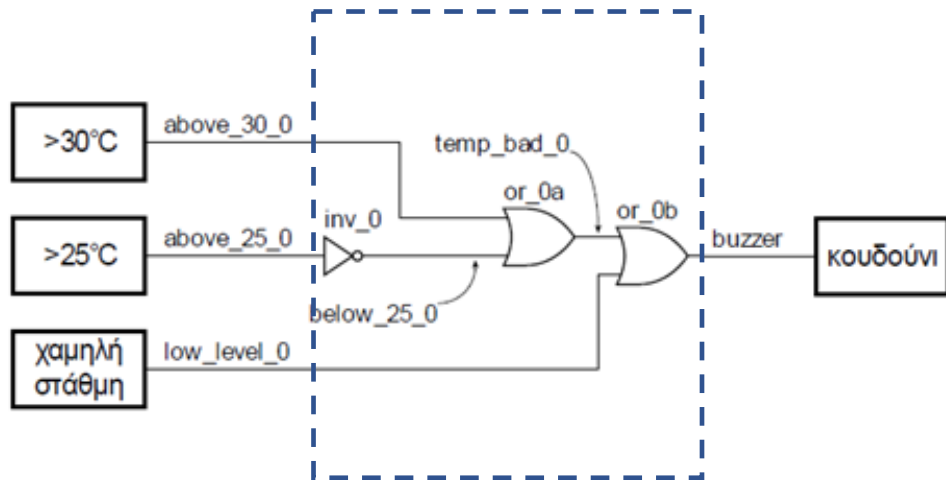 >30°C
above_30_0
temp_bad_0
or_0a
inv_0
or_0b
>25°C
above_25_0
buzzer
κουδούνι
below_25_0
χαμηλή
στάθμη
low_level_0